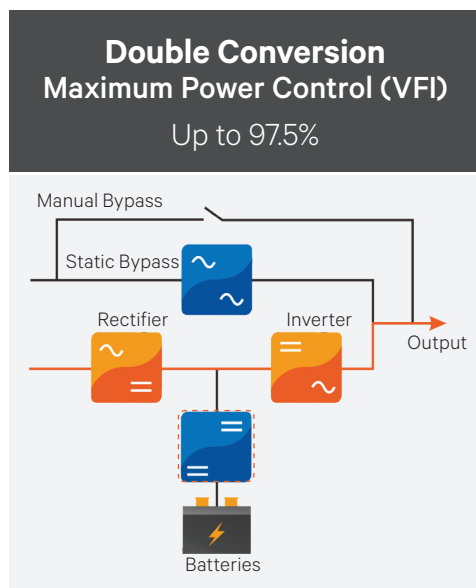 Double Conversion
Maximum Power Control (VFI)
Up to 97.5%
Manual Bypass
Static Bypass
Rectifier
Inverter
Output
Batteries